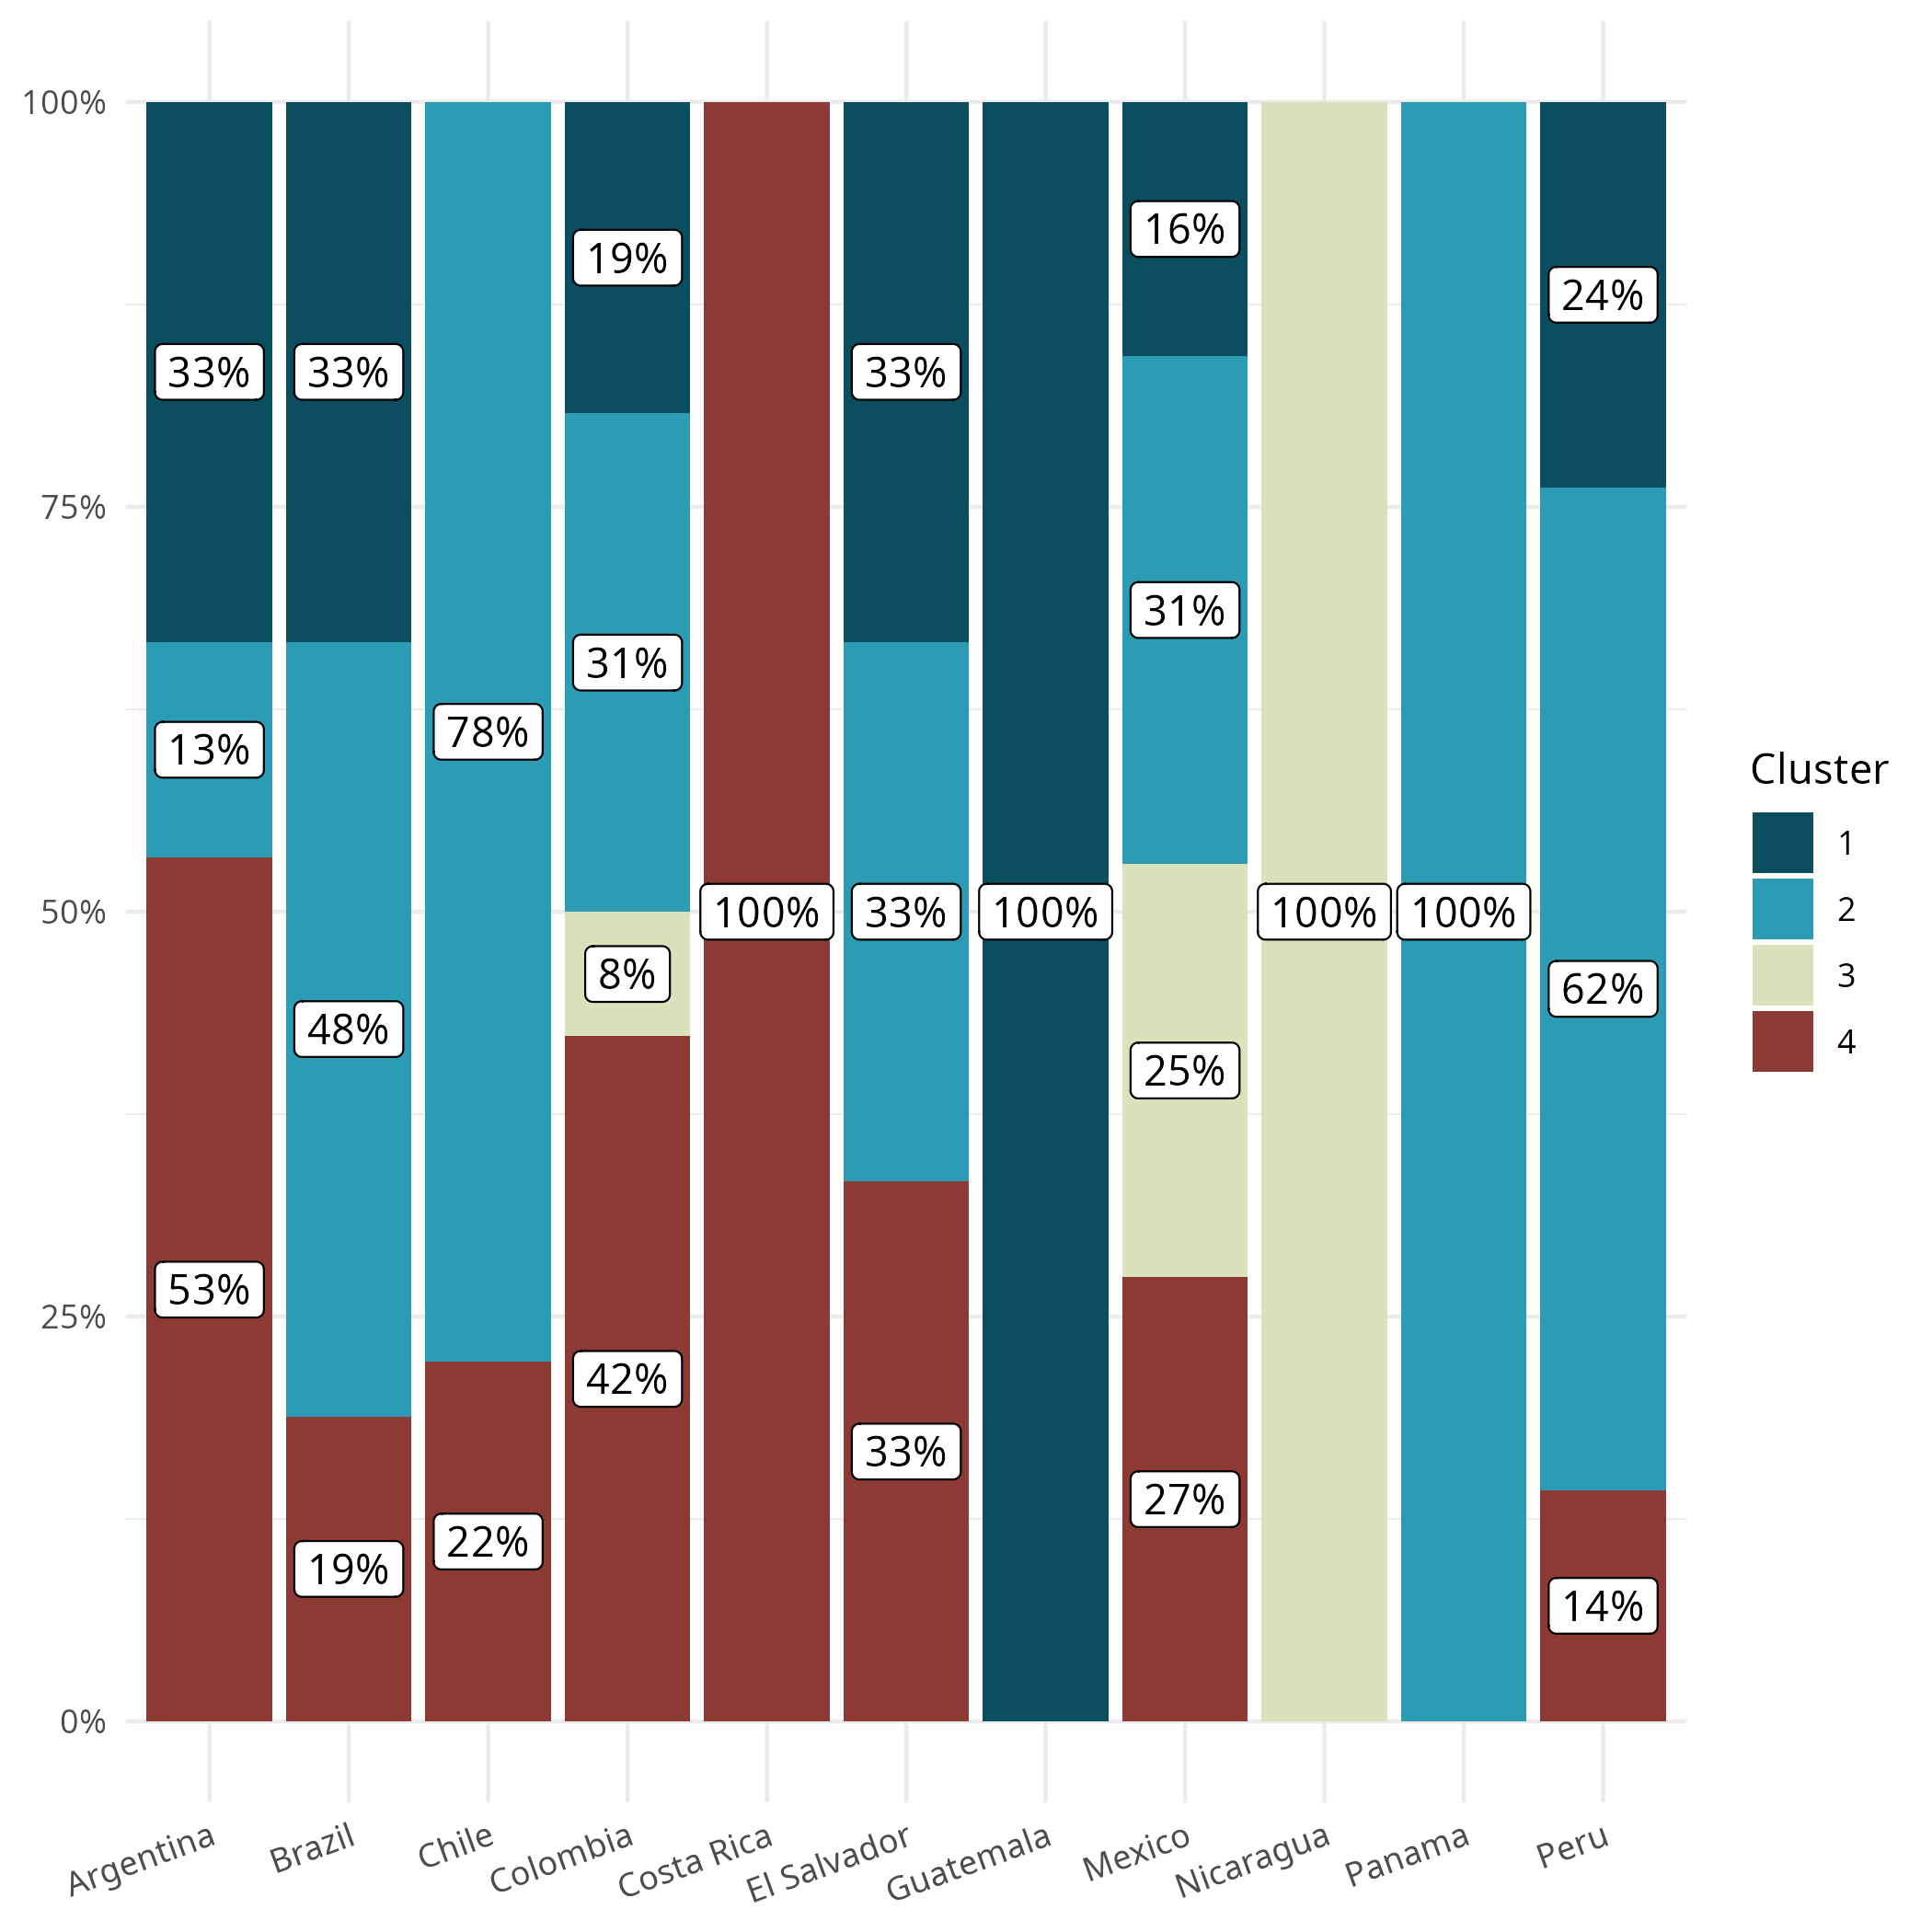 100%
75%
50%
25%
0%
33%
13%
53%
33%
48%
19%
78%
22%
19%
31%
8%
42%
100%
33%
33%
33%
100%
16%
31%
25%
27%
100%
100%
24%
62%
14%
Argentina
Brazil
Chile
Colombia
Costa Rica
El Salvador
Guatemala
Mexico
Nicaragua
Panama
Peru
Cluster
1
2
3
4